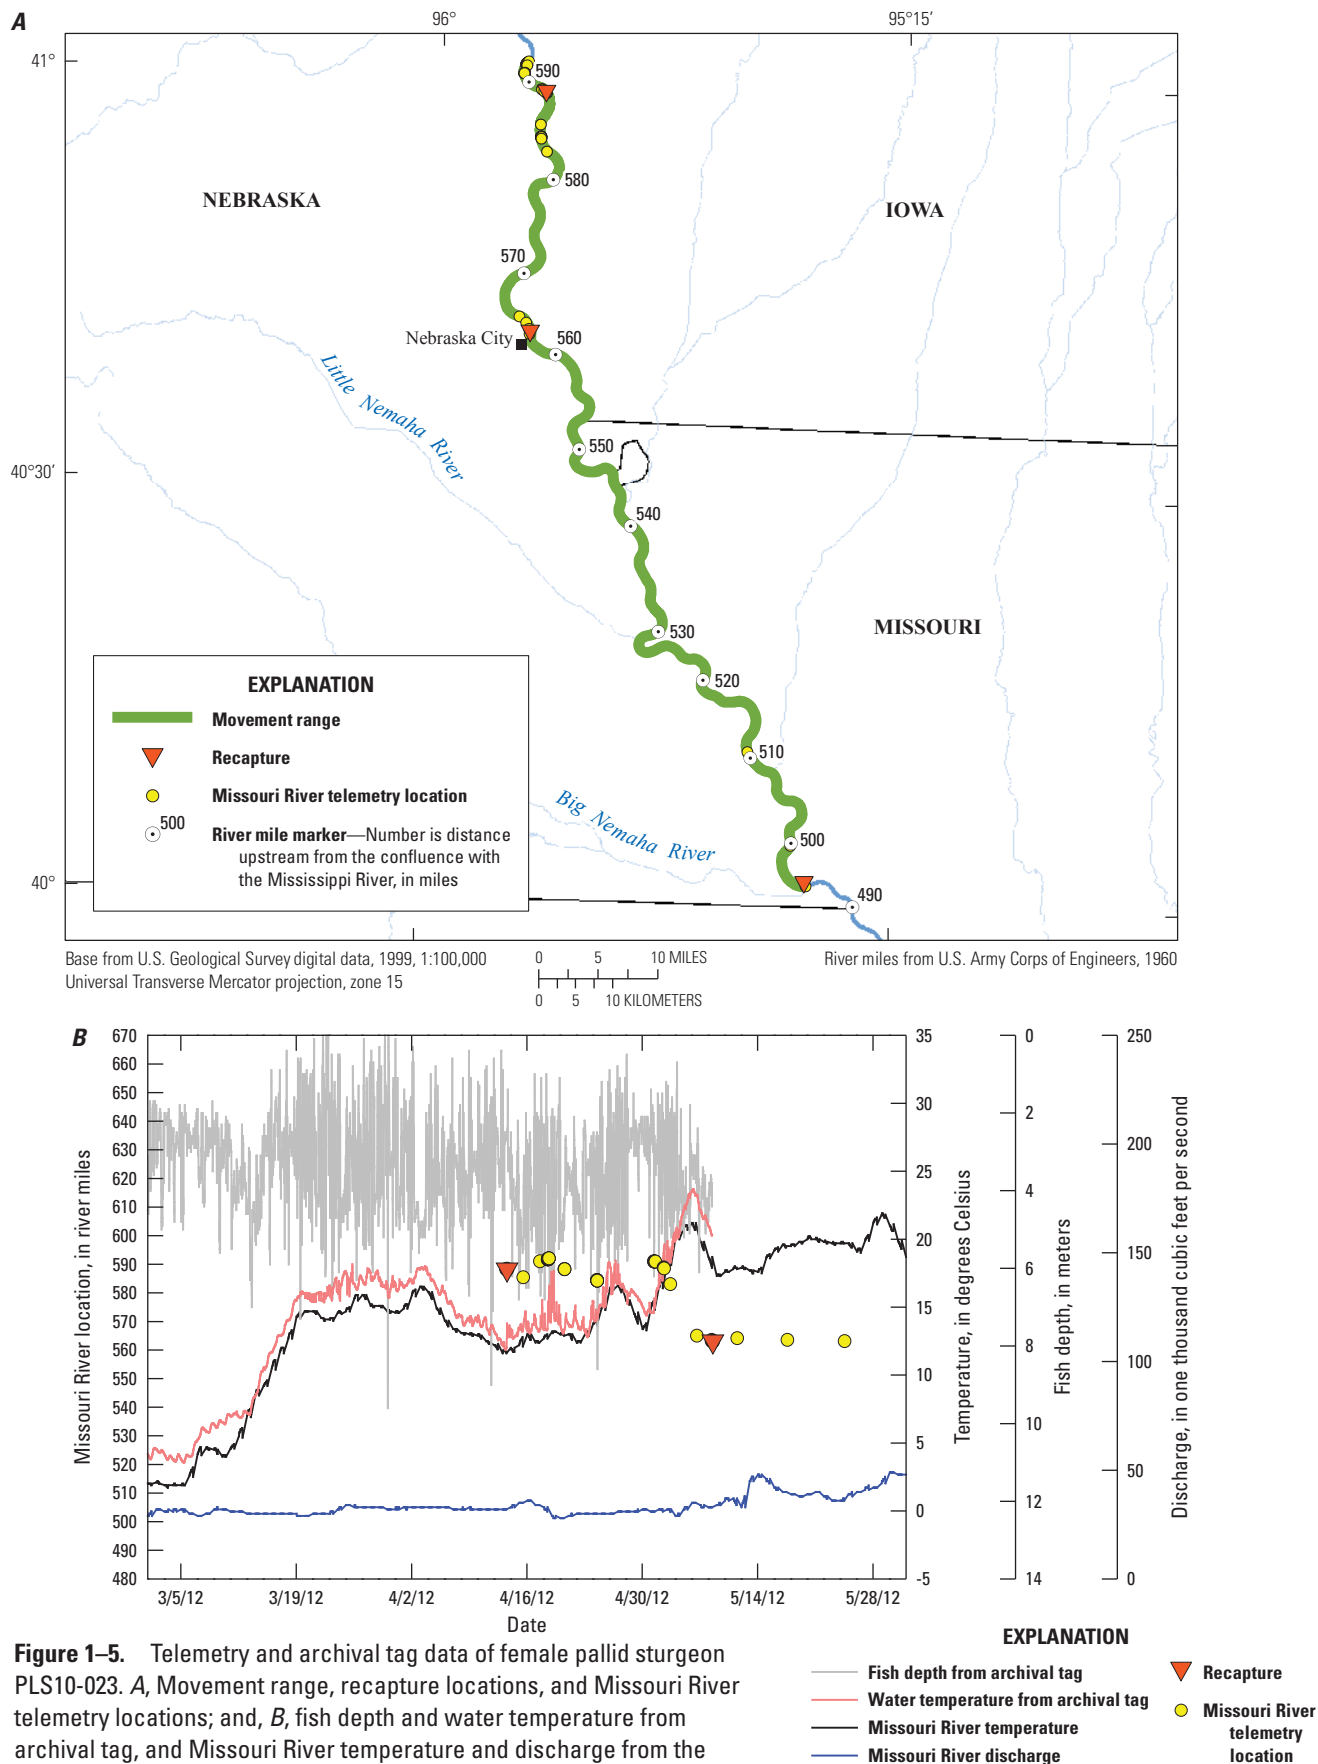 A
96°
95°15′
41°
590
580
NEBRASKA
IOWA
570
Nebraska City
560
Little Nemaha River
550
40°30′
540
530
MISSOURI
520
510
Big Nemaha River
500
490
40°
EXPLANATION
Movement range
Recapture
Missouri River telemetry location
500
River mile marker—Number is distance
upstream from the confluence with
the Mississippi River, in miles
Base from U.S. Geological Survey digital data, 1999, 1:100,000
Universal Transverse Mercator projection, zone 15
0 5 10 MILES
0 5 10 KILOMETERS
River miles from U.S. Army Corps of Engineers, 1960
B
Missouri River location, in river miles
670
660
650
640
630
620
610
600
590
580
570
560
550
540
530
520
510
500
490
480
35
30
25
20
15
10
5
0
-5
Temperature, in degrees Celsius
0
2
4
6
8
10
12
14
Fish depth, in meters
250
200
150
100
50
0
Discharge, in one thousand cubic feet per second
3/5/12 3/19/12 4/2/12 4/16/12 4/30/12 5/14/12 5/28/12
Date
Figure 1–5. Telemetry and archival tag data of female pallid sturgeon
PLS10-023. A, Movement range, recapture locations, and Missouri River
telemetry locations; and, B, fish depth and water temperature from
archival tag, and Missouri River temperature and discharge from the
EXPLANATION
Fish depth from archival tag
Water temperature from archival tag
Missouri River temperature
Missouri River discharge
Recapture
Missouri River
telemetry
location